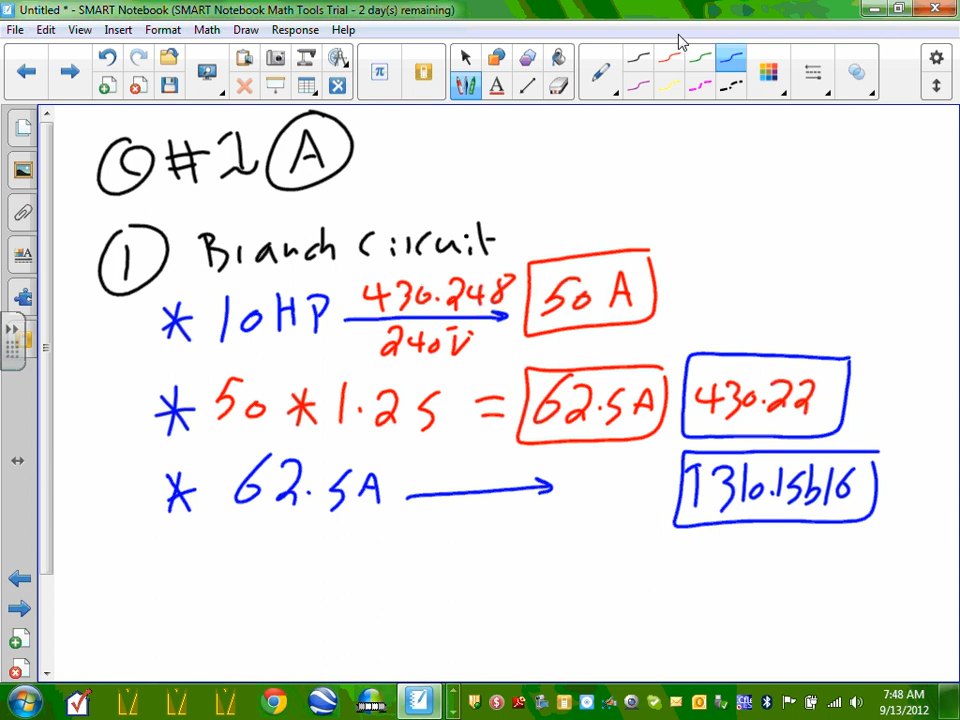 Untitled * - SMART Notebook (SMART Notebook Math Tools Trial - 2 day(s) remaining)
File Edit View Insert Format Math Draw Response Help
Q#2 A
1 Branch circuit
* 10HP 430.248 240V 50 A
* 50 * 1.25 = 62.5A 430.22
* 62.5A T310.15b16
7:48 AM
9/13/2012